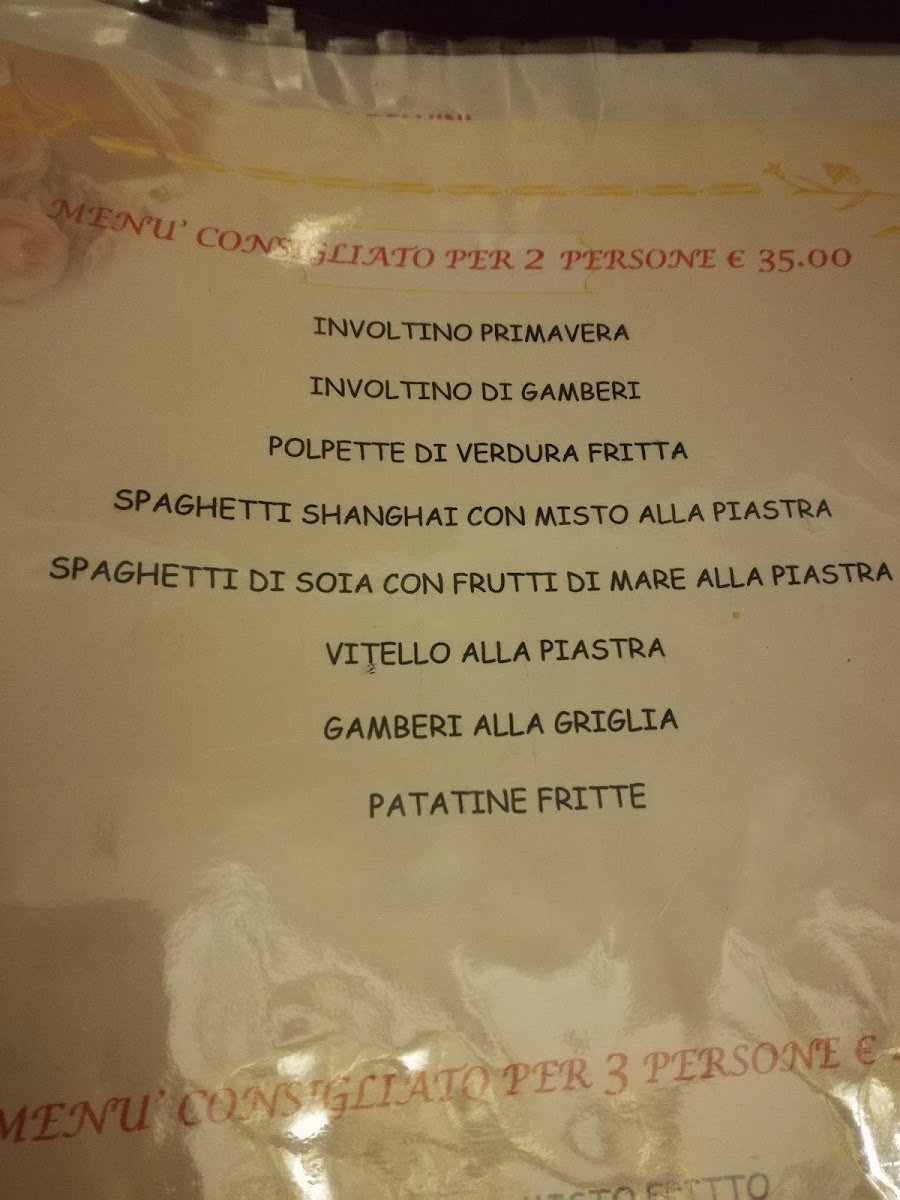 MENU' CONSIGLIATO PER 2 PERSONE € 35.00
INVOLTINO PRIMAVERA
INVOLTINO DI GAMBERI
POLPETTE DI VERDURA FRITTA
SPAGHETTI SHANGHAI CON MISTO ALLA PIASTRA
SPAGHETTI DI SOIA CON FRUTTI DI MARE ALLA PIASTRA
VITELLO ALLA PIASTRA
GAMBERI ALLA GRIGLIA
PATATINE FRITTE
MENU' CONSIGLIATO PER 3 PERSONE €
MISTO FRITTO